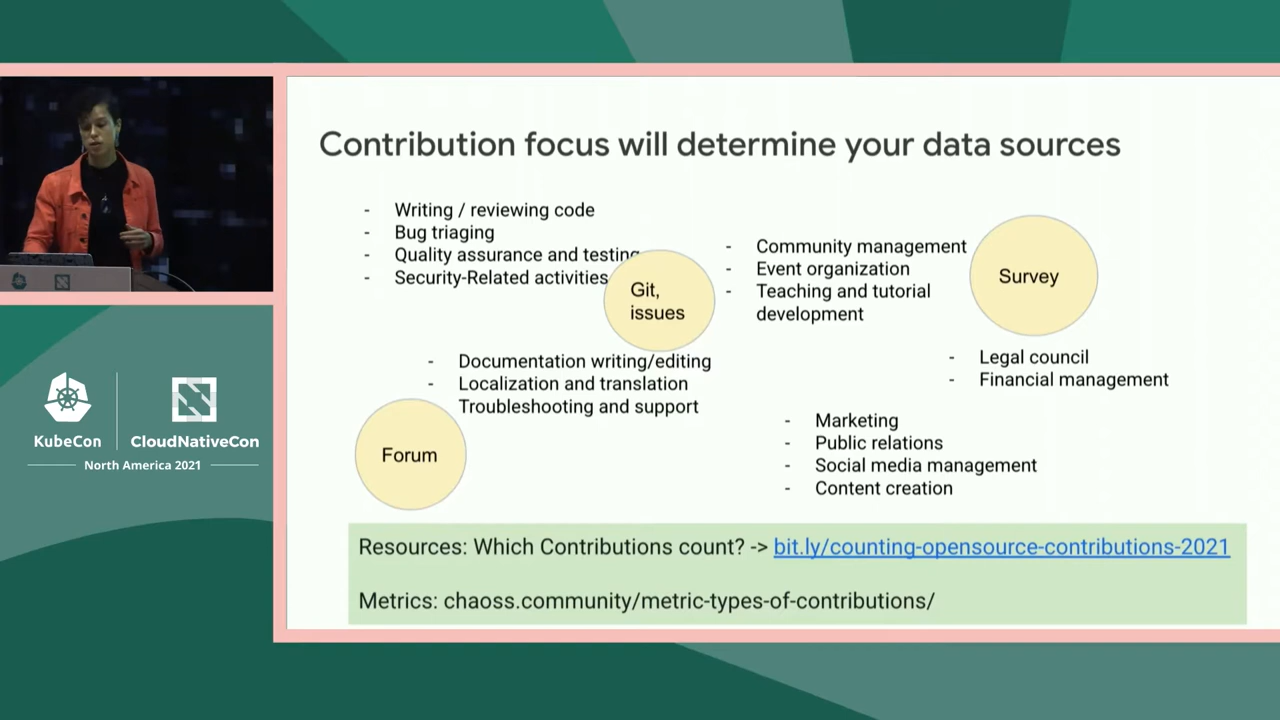 Contribution focus will determine your data sources
- Writing / reviewing code
- Bug triaging
- Quality assurance and testing
- Security-Related activities
Git,
issues
- Community management
- Event organization
- Teaching and tutorial
development
Survey
- Documentation writing/editing
- Localization and translation
Troubleshooting and support
Forum
- Legal council
- Financial management
- Marketing
- Public relations
- Social media management
- Content creation
Resources: Which Contributions count? -> bit.ly/counting-opensource-contributions-2021
Metrics: chaoss.community/metric-types-of-contributions/
KubeCon
CloudNativeCon
North America 2021